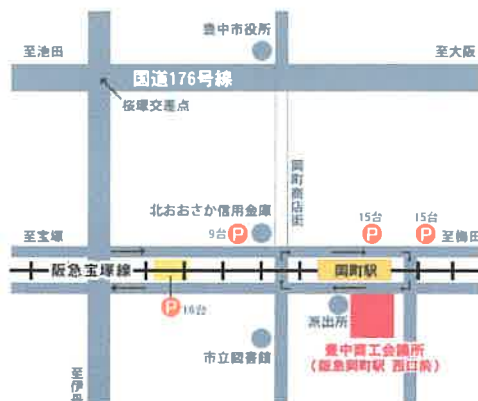 豊中市役所
至池田
至大阪
国道176号線
桜塚交差点
岡町商店街
北おおさか信用金庫
9台
P
15台
P
15台
P
至宝塚
至梅田
阪急宝塚線
岡町駅
P
16台
派出所
市立図書館
豊中商工会議所
(阪急岡町駅 西口前)
至伊丹